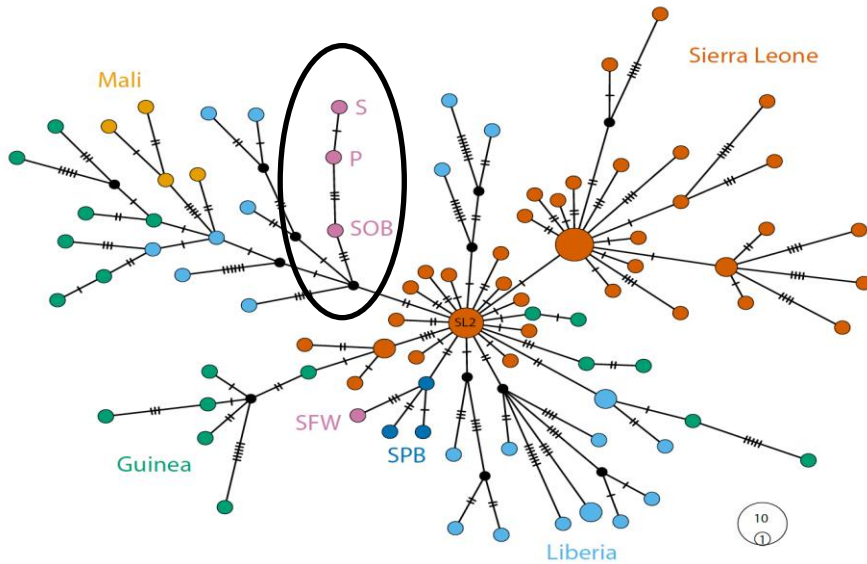 Sierra Leone
Mali
S
P
SOB
SL2
SFW
SPB
Guinea
10
1
Liberia